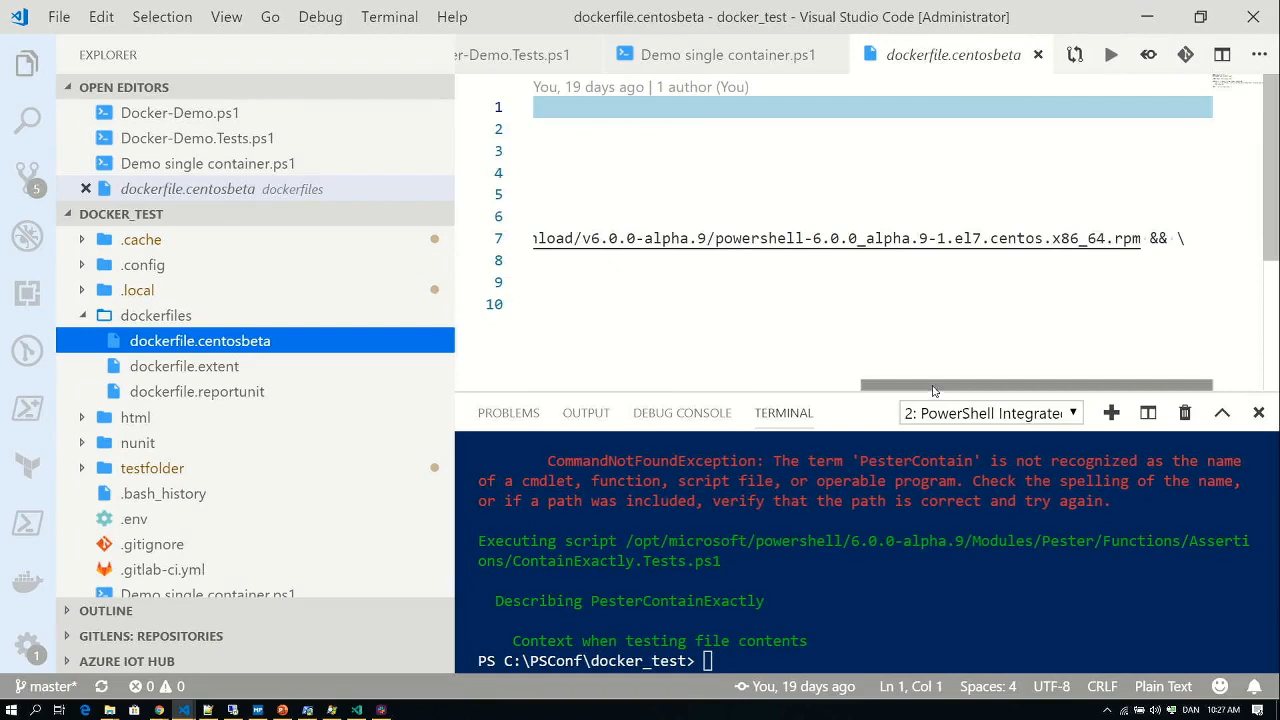 File Edit Selection View Go Debug Terminal Help dockerfile.centosbeta - docker_test - Visual Studio Code [Administrator]
EXPLORER
er-Demo.Tests.ps1 Demo single container.ps1 dockerfile.centosbeta
OPEN EDITORS
Docker-Demo.ps1
Docker-Demo.Tests.ps1
Demo single container.ps1
dockerfile.centosbeta dockerfiles
DOCKER_TEST
.cache
.config
.local
dockerfiles
dockerfile.centosbeta
dockerfile.extent
dockerfile.reportunit
html
nunit
testfolder
.bash_history
.env
.gitignore
.gitlab-ci.yml
Demo single container.ps1
OUTLINE
GITLENS: REPOSITORIES
AZURE IOT HUB
5
1
You, 19 days ago | 1 author (You)
1
2
3
4
5
6
7 nload/v6.0.0-alpha.9/powershell-6.0.0_alpha.9-1.el7.centos.x86_64.rpm && \
8
9
10
PROBLEMS OUTPUT DEBUG CONSOLE TERMINAL 2: PowerShell Integrated
CommandNotFoundException: The term 'PesterContain' is not recognized as the name
of a cmdlet, function, script file, or operable program. Check the spelling of the name,
or if a path was included, verify that the path is correct and try again.
Executing script /opt/microsoft/powershell/6.0.0-alpha.9/Modules/Pester/Functions/Asserti
ons/ContainExactly.Tests.ps1
Describing PesterContainExactly
Context when testing file contents
PS C:\PSConf\docker_test>
master* 0 0 You, 19 days ago Ln 1, Col 1 Spaces: 4 UTF-8 CRLF Plain Text
DAN 10:27 AM